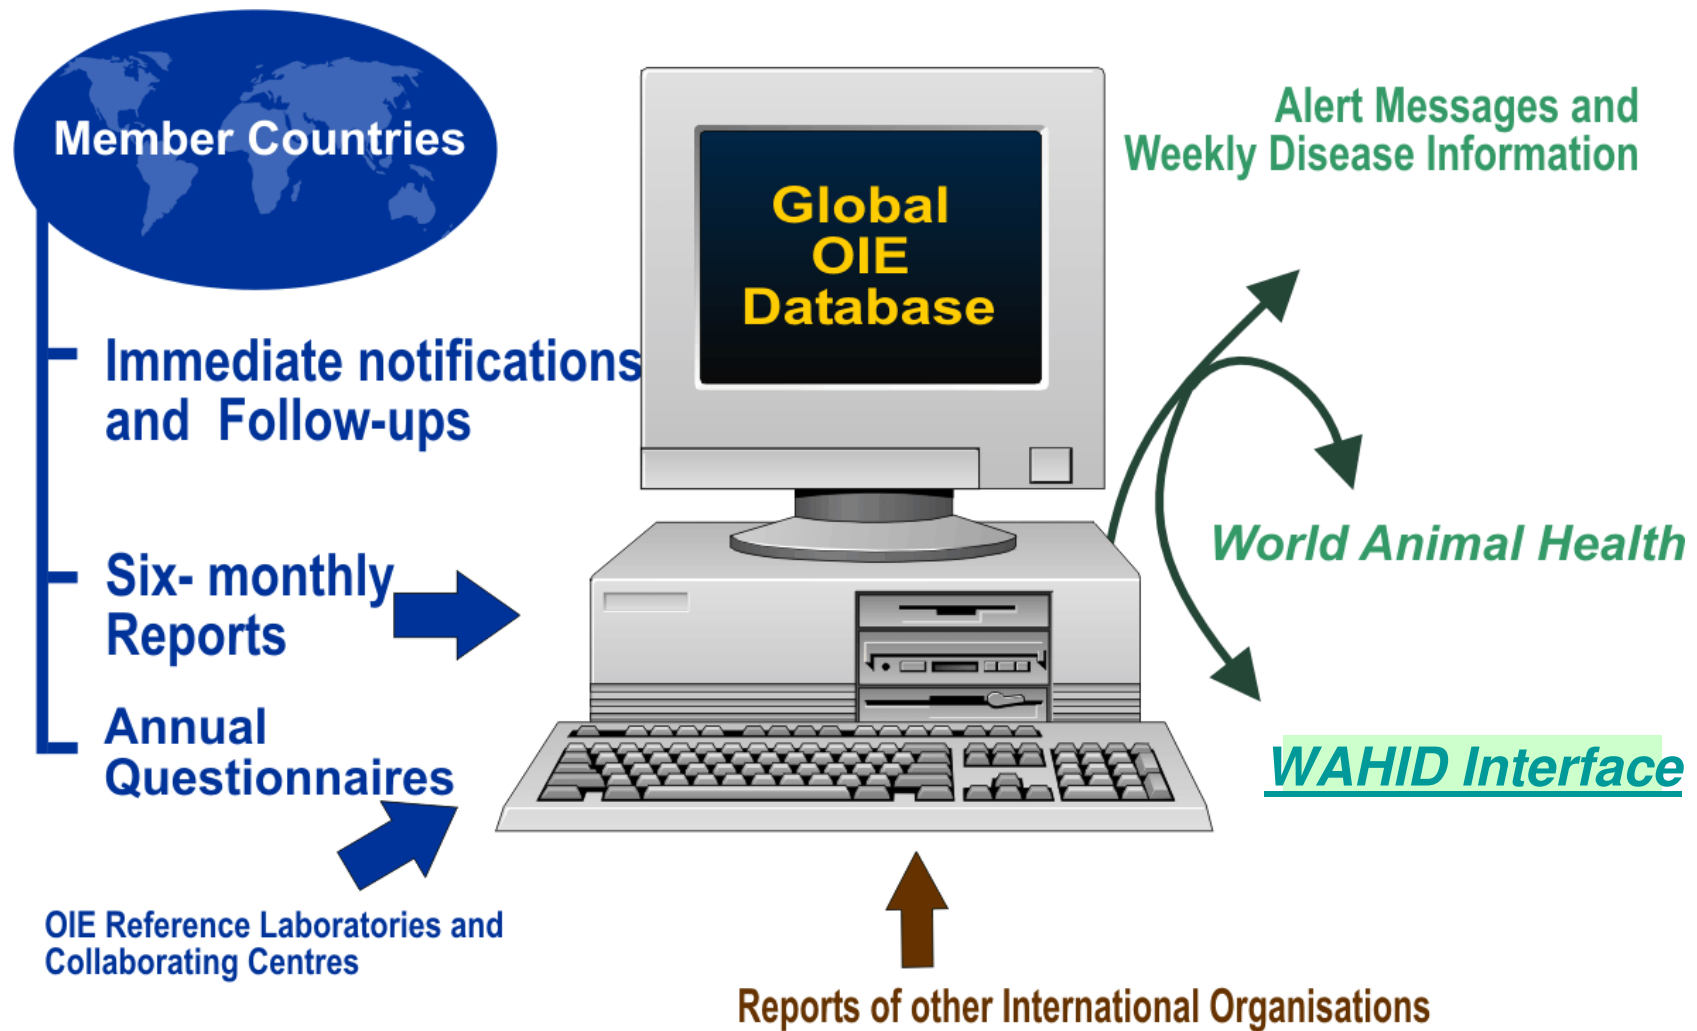 Member Countries
Immediate notifications
and Follow-ups
Six- monthly
Reports
Annual
Questionnaires
OIE Reference Laboratories and
Collaborating Centres
Global
OIE
Database
Reports of other International Organisations
Alert Messages and
Weekly Disease Information
World Animal Health
WAHID Interface